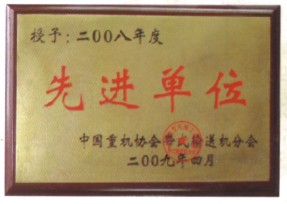 授予：二00八年度
先进单位
中国重机协会带式输送机分会
二00九年四月